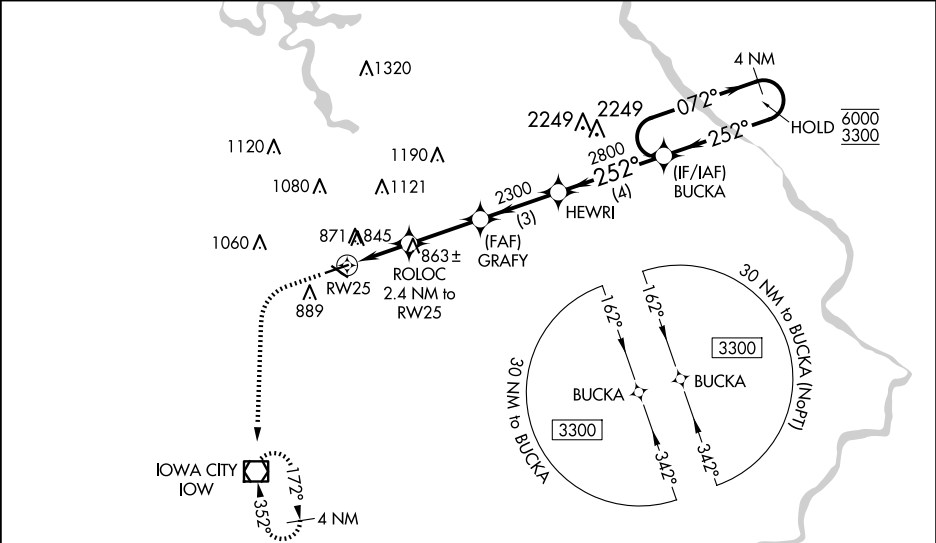 1320
4 NM
072°
2249
2249
HOLD
6000
3300
252°
1120
1190
2800
252°
(4)
(IF/IAF)
BUCKA
1080
1121
2300
(3)
HEWRI
1060
871
845
863±
(FAF)
GRAFY
ROLOC
2.4 NM to
RW25
RW25
889
162°
162°
30 NM to BUCKA (NoPT)
3300
BUCKA
BUCKA
30 NM to BUCKA
3300
342°
342°
IOWA CITY
IOW
172°
352°
4 NM